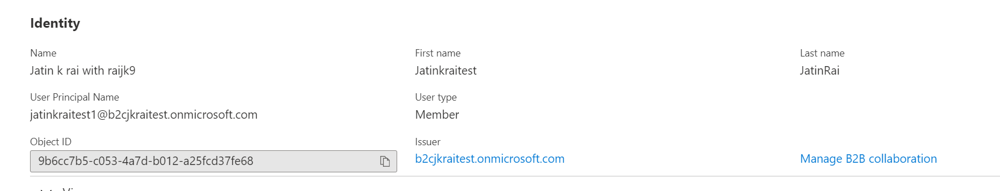 Identity
Name
First name
Last name
Jatin k rai with raijk9
Jatinkraitest
JatinRai
User Principal Name
User type
jatinkraitest1@b2cjkraitest.onmicrosoft.com
Member
Object ID
Issuer
9b6cc7b5-c053-4a7d-b012-a25fcd37fe68
b2cjkraitest.onmicrosoft.com
Manage B2B collaboration